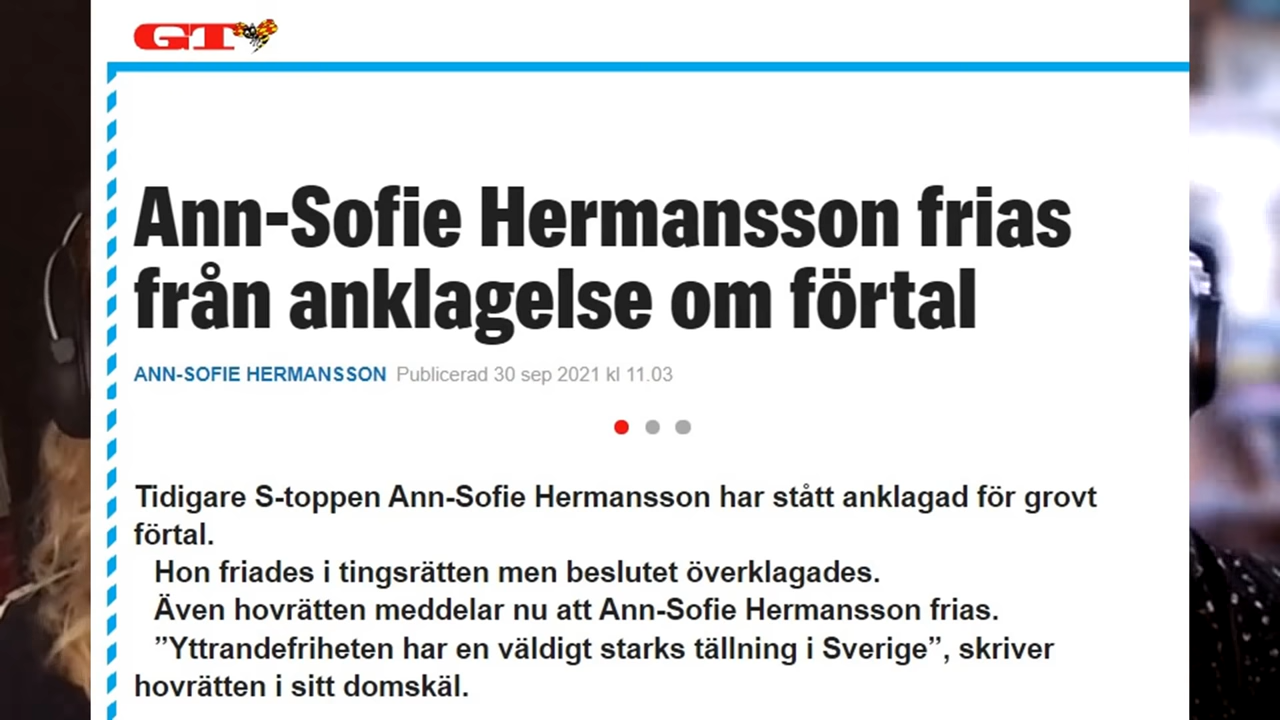 GT
Ann-Sofie Hermansson frias
från anklagelse om förtal
ANN-SOFIE HERMANSSON Publicerad 30 sep 2021 kl 11.03
Tidigare S-toppen Ann-Sofie Hermansson har stått anklagad för grovt
förtal.
Hon friades i tingsrätten men beslutet överklagades.
Även hovrätten meddelar nu att Ann-Sofie Hermansson frias.
”Yttrandefriheten har en väldigt starks tällning i Sverige”, skriver
hovrätten i sitt domskäl.